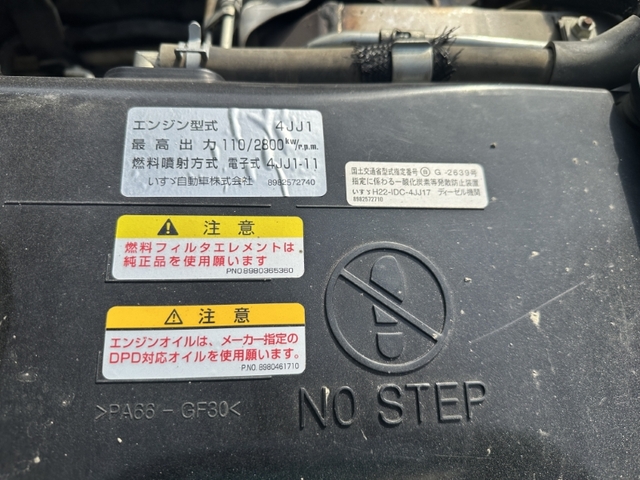 エンジン型式 4JJ1
最高出力 110/2800kW/r.p.m.
燃料噴射方式 電子式 4JJ1-11
いすゞ自動車株式会社 8982572740
国土交通省型式指定番号 G -2639号
指定に係わる一酸化炭素等発散防止装置
いすゞH22-IDC-4JJ17 ディーゼル機関
8982572710
注意
燃料フィルタエレメントは
純正品を使用願います
PNO.8980365360
注意
エンジンオイルは、メーカー指定の
DPD対応オイルを使用願います。
P.NO. 8980461710
NO STEP
>PA66-GF30<